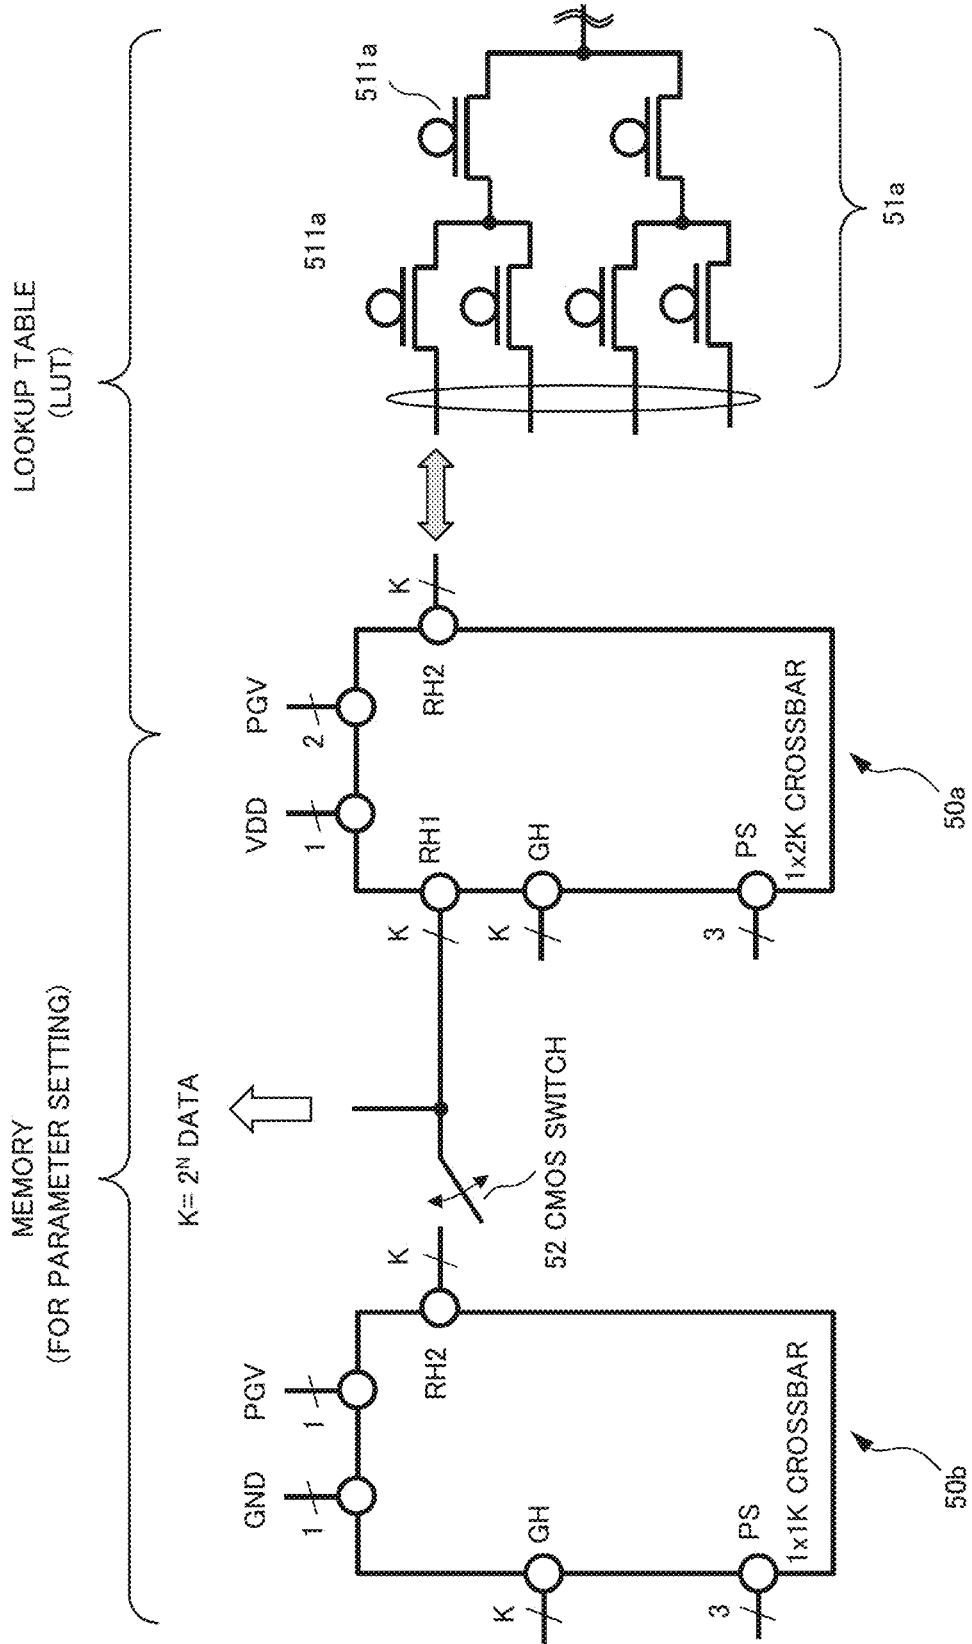 MEMORY
(FOR PARAMETER SETTING)
LOOKUP TABLE
(LUT)
K= 2ᴺ DATA
GND
PGV
1
1
RH2
K
GH
K
PS
3
1x1K CROSSBAR
50b
52 CMOS SWITCH
VDD
PGV
1
2
RH1
K
RH2
K
GH
K
PS
3
1x2K CROSSBAR
50a
511a
511a
51a